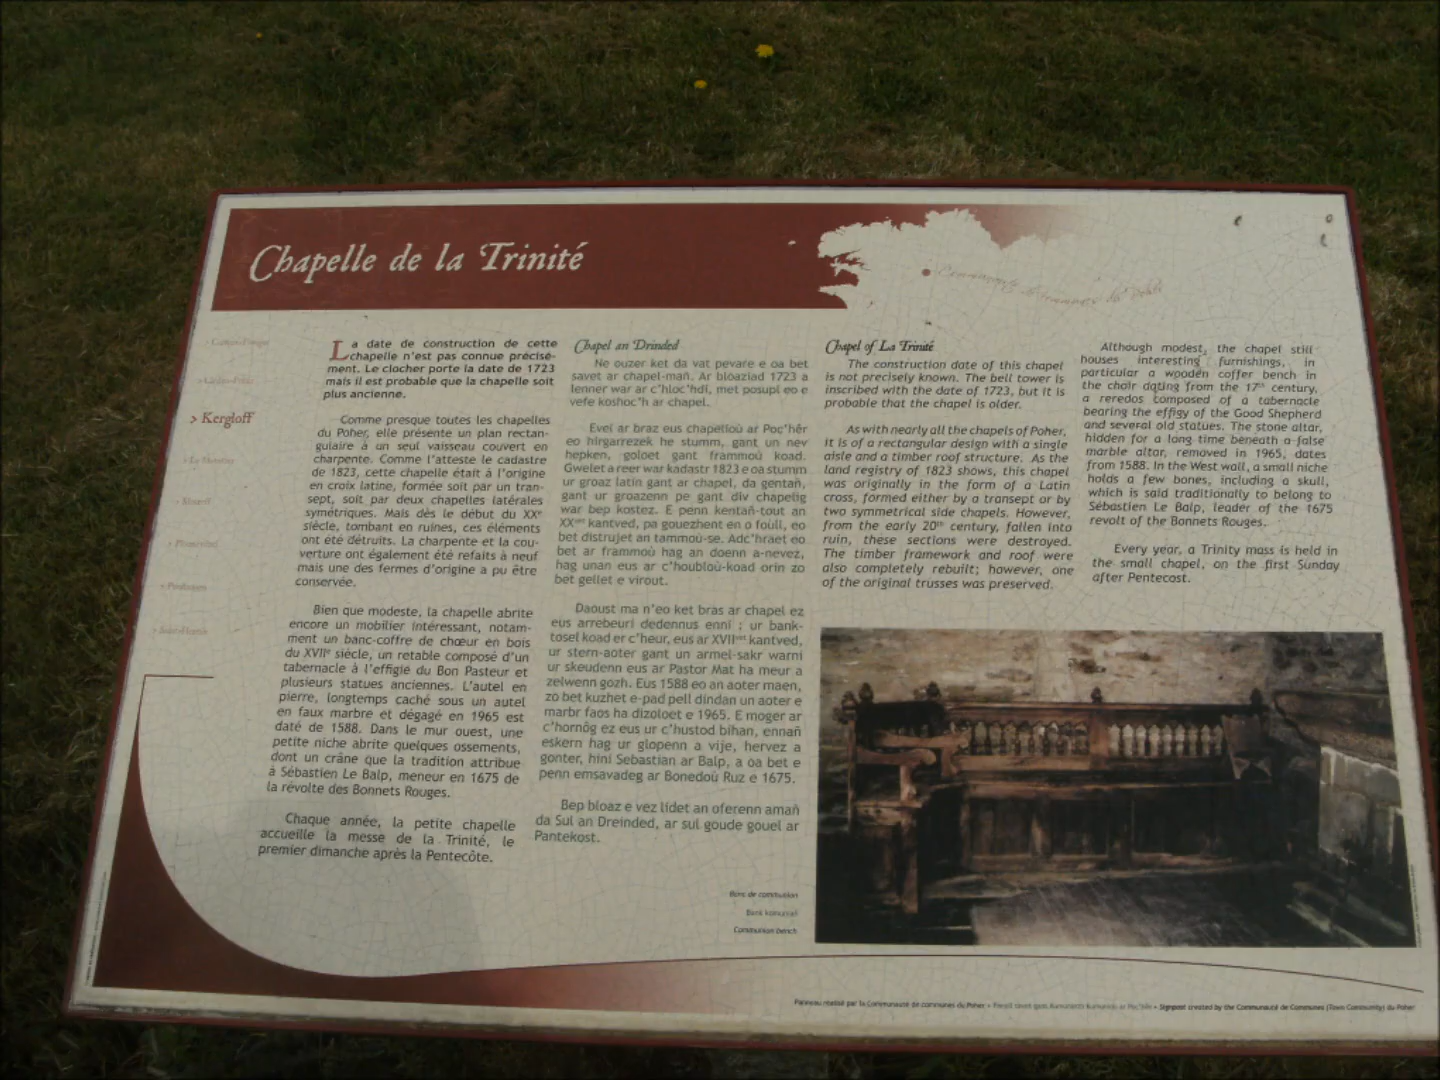 Chapelle de la Trinité
Communauté de communes du Poher
> Kergloff
La date de construction de cette
chapelle n'est pas connue précisé-
ment. Le clocher porte la date de 1723
mais il est probable que la chapelle soit
plus ancienne.
Comme presque toutes les chapelles
du Poher, elle présente un plan rectan-
gulaire à un seul vaisseau couvert en
charpente. Comme l'atteste le cadastre
de 1823, cette chapelle était à l'origine
en croix latine, formée soit par un tran-
sept, soit par deux chapelles latérales
symétriques. Mais dès le début du XXe
siècle, tombant en ruines, ces éléments
ont été détruits. La charpente et la cou-
verture ont également été refaits à neuf
mais une des fermes d'origine a pu être
conservée.
Bien que modeste, la chapelle abrite
encore un mobilier intéressant, notam-
ment un banc-coffre de chœur en bois
du XVIIe siècle, un retable composé d'un
tabernacle à l'effigie du Bon Pasteur et
plusieurs statues anciennes. L'autel en
pierre, longtemps caché sous un autel
en faux marbre et dégagé en 1965 est
daté de 1588. Dans le mur ouest, une
petite niche abrite quelques ossements,
dont un crâne que la tradition attribue
à Sébastien Le Balp, meneur en 1675 de
la révolte des Bonnets Rouges.
Chaque année, la petite chapelle
accueille la messe de la Trinité, le
premier dimanche après la Pentecôte.
Chapel an Drinded
Ne ouzer ket da vat pevare e oa bet
savet ar chapel-mañ. Ar bloaziad 1723 a
lenner war ar c'hloc'hdi, met posupl eo e
vefe koshoc'h ar chapel.
Evel ar braz eus chapelioù ar Poc'hêr
eo hirgarrezek he stumm, gant un nev
hepken, goloet gant frammoù koad.
Gwelet a reer war kadastr 1823 e oa stumm
ur groaz latin gant ar chapel, da gentañ,
gant ur groazenn pe gant div chapelig
war bep kostez. E penn kentañ-tout an
XXvet kantved, pa gouezhent en o foull, eo
bet distrujet an tammoù-se. Adc'hraet eo
bet ar frammoù hag an doenn a-nevez,
hag unan eus ar c'houbloù-koad orin zo
bet gellet e virout.
Daoust ma n'eo ket bras ar chapel ez
eus arrebeuri dedennus enni : ur bank-
tosel koad er c'heur, eus ar XVIIvet kantved,
ur stern-aoter gant un armel-sakr warni
ur skeudenn eus ar Pastor Mat ha meur a
zelwenn gozh. Eus 1588 eo an aoter maen,
zo bet kuzhet e-pad pell dindan un aoter e
marbr faos ha dizoloet e 1965. E moger ar
c'hornôg ez eus ur c'hustod bihan, ennañ
eskern hag ur glopenn a vije, hervez a
gonter, hini Sebastian ar Balp, a oa bet e
penn emsavadeg ar Bonedoù Ruz e 1675.
Bep bloaz e vez lidet an oferenn amañ
da Sul an Dreinded, ar sul goude gouel ar
Pantekost.
Chapel of La Trinité
The construction date of this chapel
is not precisely known. The bell tower is
inscribed with the date of 1723, but it is
probable that the chapel is older.
As with nearly all the chapels of Poher,
it is of a rectangular design with a single
aisle and a timber roof structure. As the
land registry of 1823 shows, this chapel
was originally in the form of a Latin
cross, formed either by a transept or by
two symmetrical side chapels. However,
from the early 20th century, fallen into
ruin, these sections were destroyed.
The timber framework and roof were
also completely rebuilt; however, one
of the original trusses was preserved.
Although modest, the chapel still
houses interesting furnishings, in
particular a wooden coffer bench in
the choir dating from the 17th century,
a reredos composed of a tabernacle
bearing the effigy of the Good Shepherd
and several old statues. The stone altar,
hidden for a long time beneath a false
marble altar, removed in 1965, dates
from 1588. In the West wall, a small niche
holds a few bones, including a skull,
which is said traditionally to belong to
Sébastien Le Balp, leader of the 1675
revolt of the Bonnets Rouges.
Every year, a Trinity mass is held in
the small chapel, on the first Sunday
after Pentecost.
Banc de communion
Bank komunañ
Communion bench
Panneau réalisé par la Communauté de communes du Poher • Signpost created by the Communauté de Communes (Town Community) du Poher